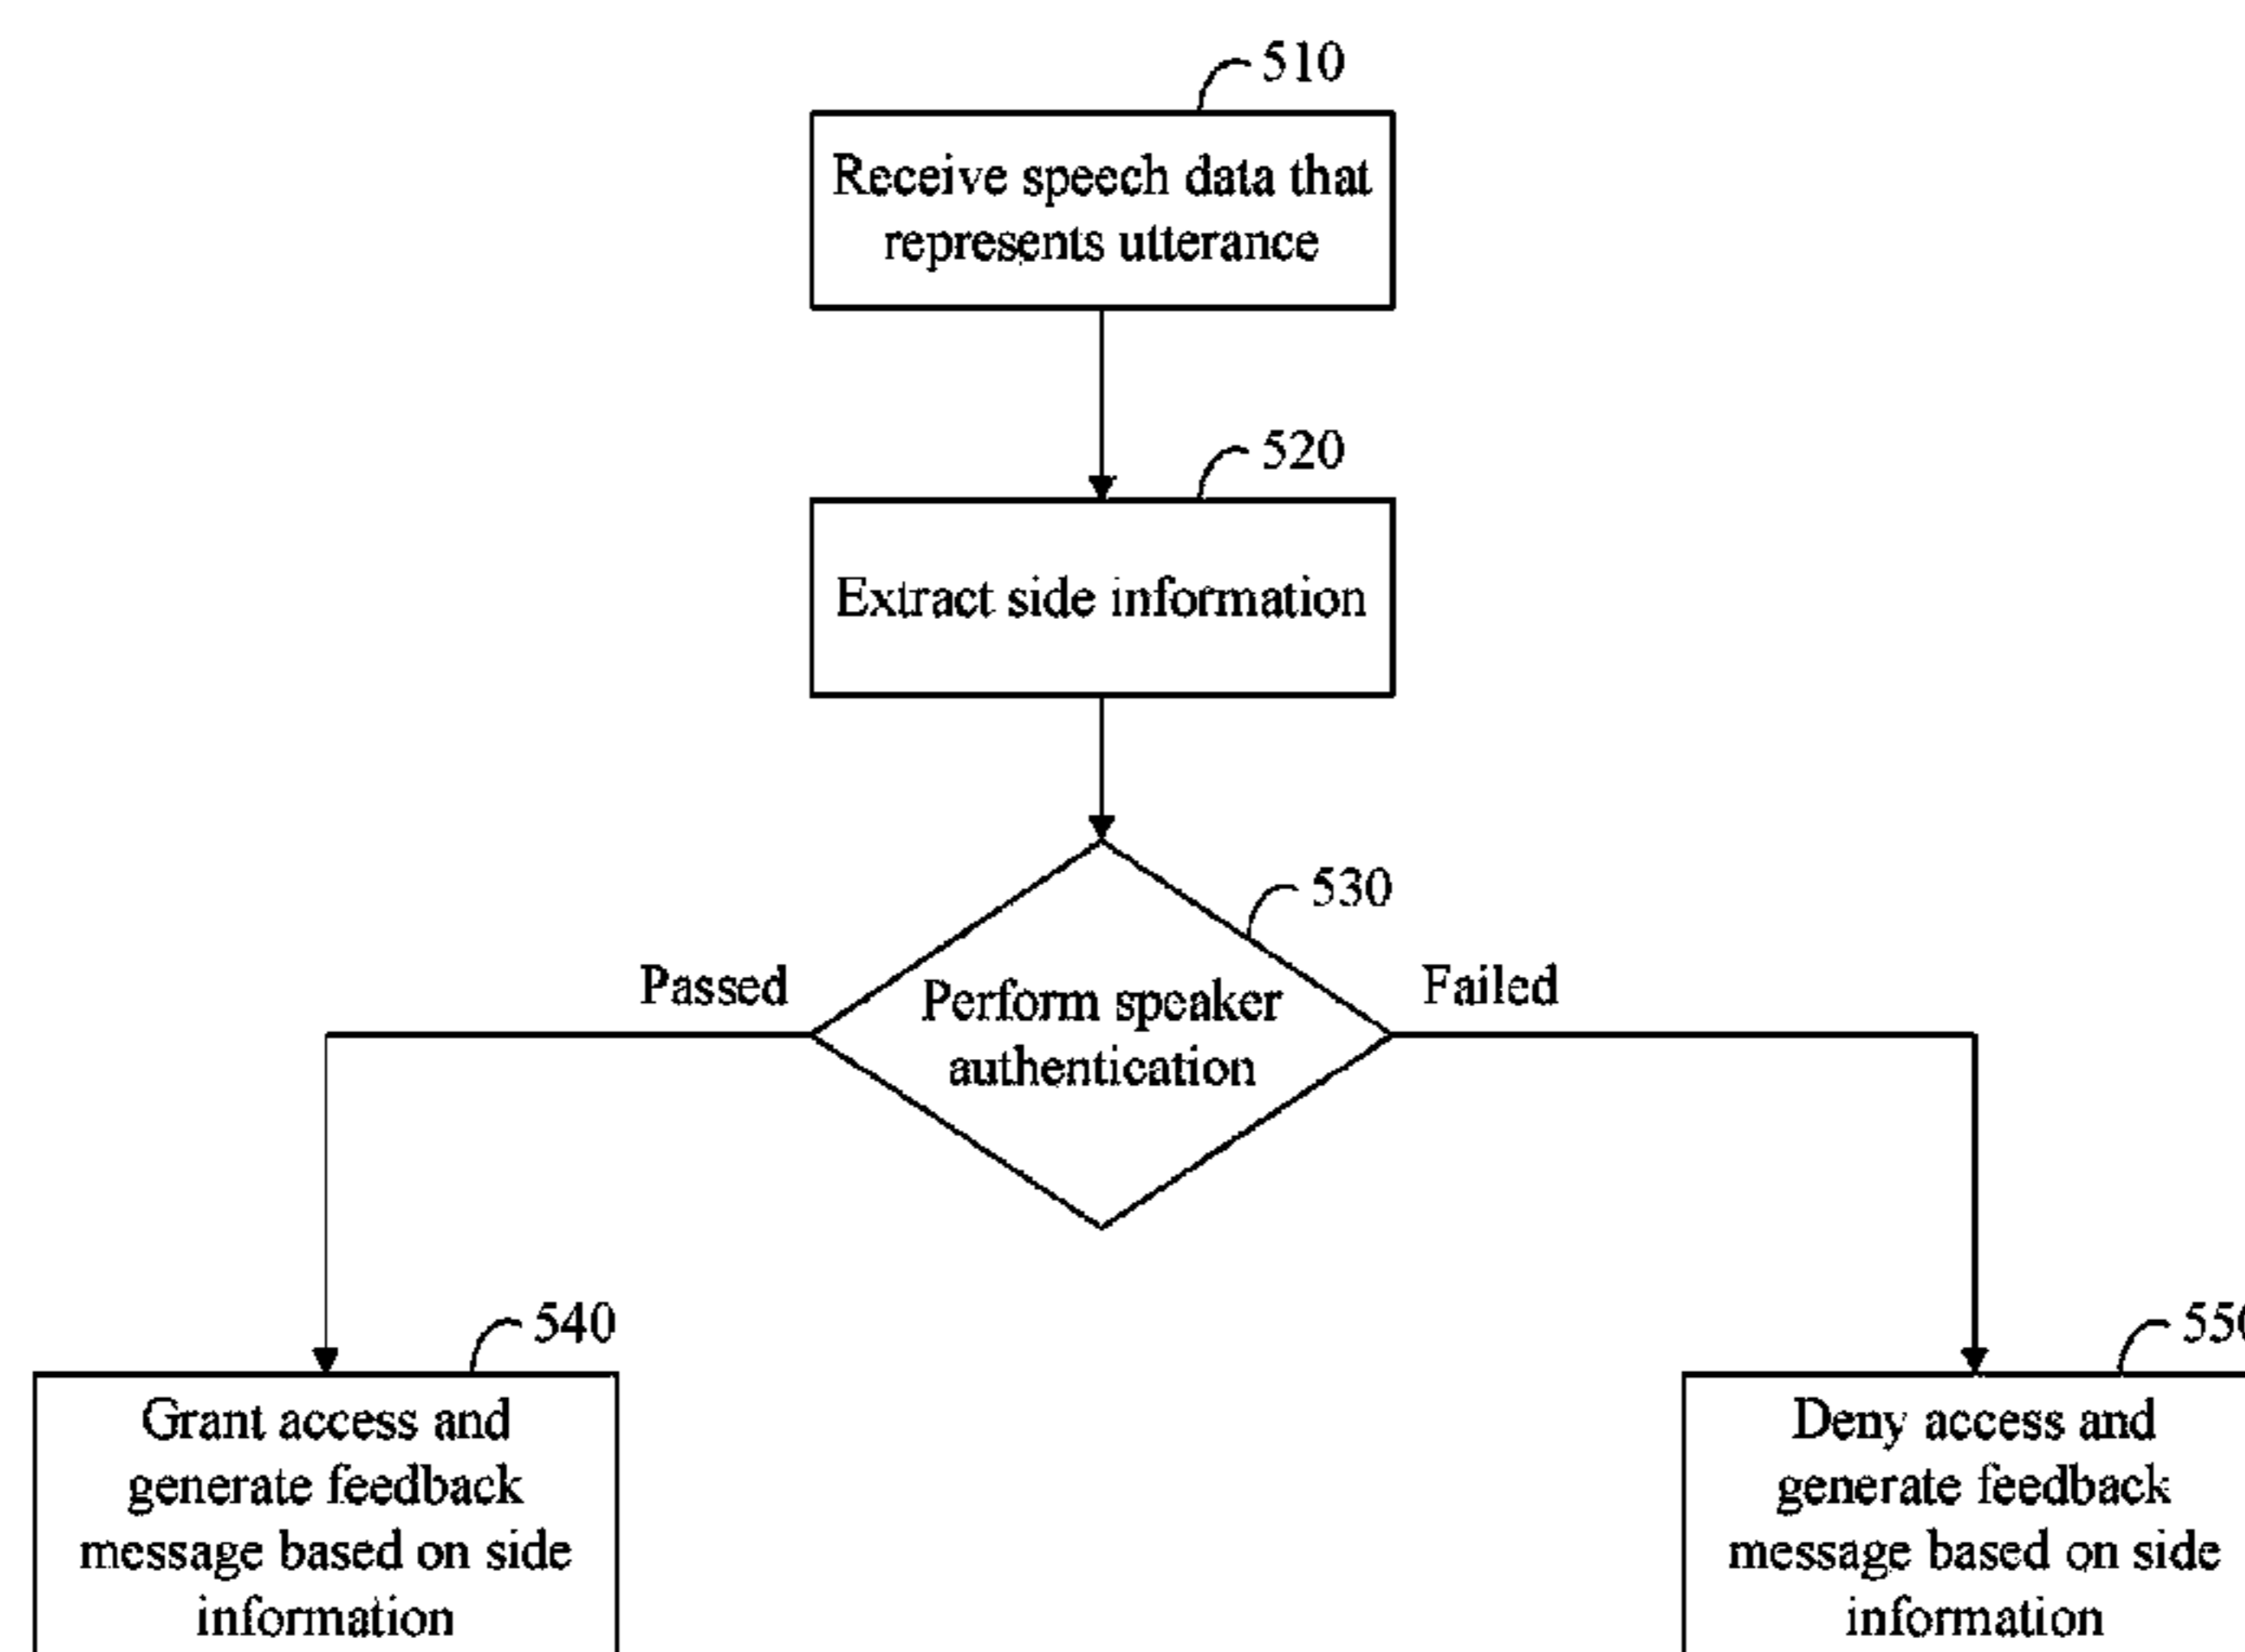 510
Receive speech data that
represents utterance
520
Extract side information
530
Passed
Perform speaker
authentication
Failed
540
Grant access and
generate feedback
message based on side
information
550
Deny access and
generate feedback
message based on side
information